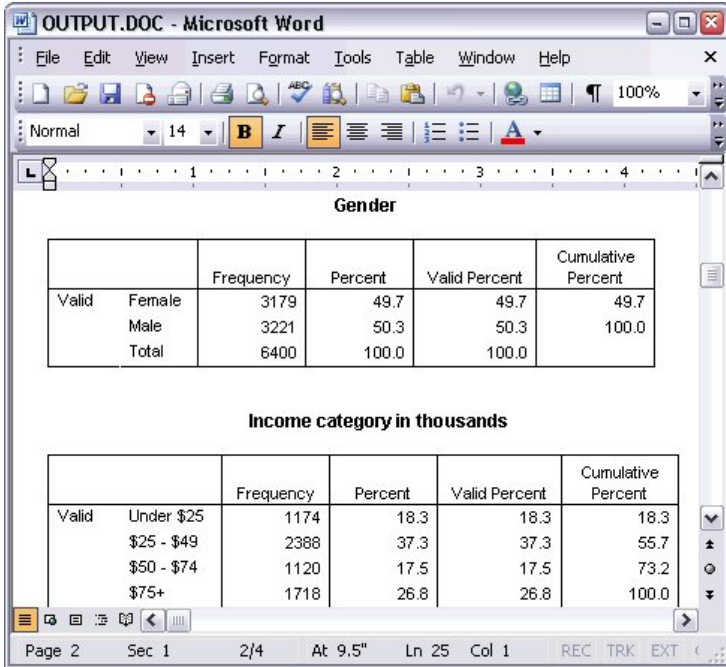 OUTPUT.DOC - Microsoft Word
File Edit View Insert Format Tools Table Window Help
ABC 100%
Normal 14 B I A
1 2 3 4
Gender
Frequency Percent Valid Percent Cumulative Percent
Valid Female 3179 49.7 49.7 49.7
Male 3221 50.3 50.3 100.0
Total 6400 100.0 100.0
Income category in thousands
Frequency Percent Valid Percent Cumulative Percent
Valid Under $25 1174 18.3 18.3 18.3
$25 - $49 2388 37.3 37.3 55.7
$50 - $74 1120 17.5 17.5 73.2
$75+ 1718 26.8 26.8 100.0
Page 2 Sec 1 2/4 At 9.5" Ln 25 Col 1 REC TRK EXT